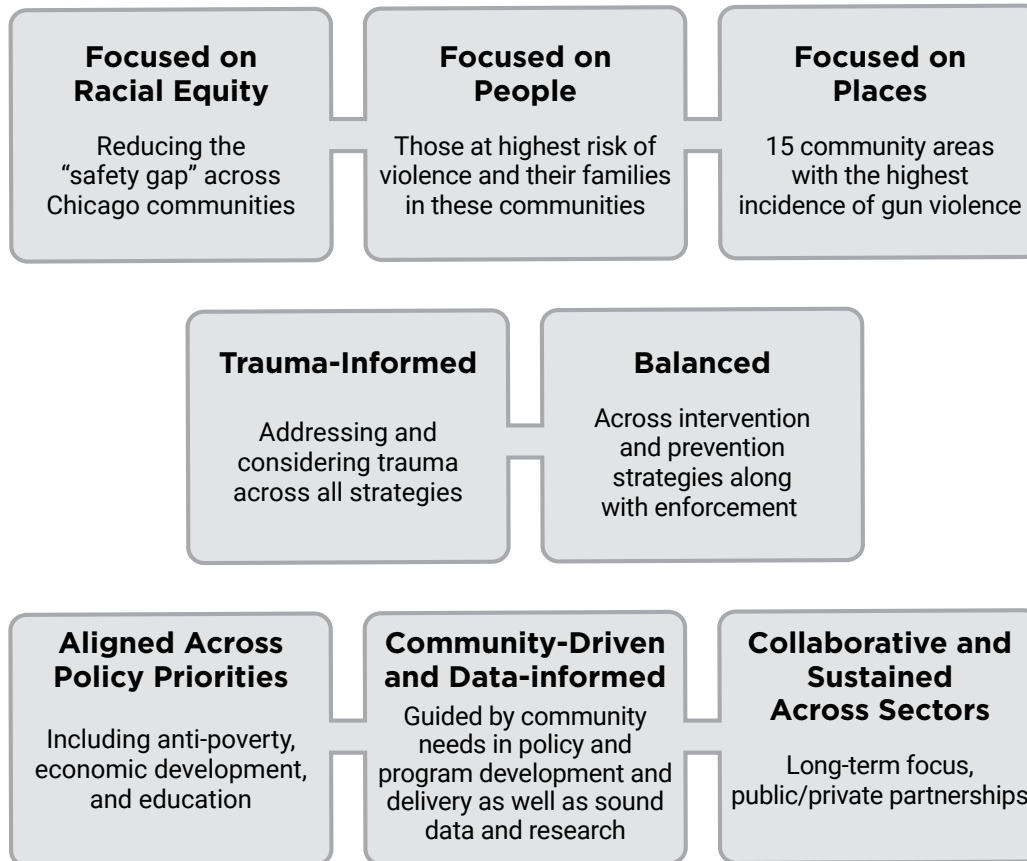 Focused on
Racial Equity
Reducing the
“safety gap” across
Chicago communities
Focused on
People
Those at highest risk of
violence and their families
in these communities
Focused on
Places
15 community areas
with the highest
incidence of gun violence
Trauma-Informed
Addressing and
considering trauma
across all strategies
Balanced
Across intervention
and prevention
strategies along
with enforcement
Aligned Across
Policy Priorities
Including anti-poverty,
economic development,
and education
Community-Driven
and Data-informed
Guided by community
needs in policy and
program development and
delivery as well as sound
data and research
Collaborative and
Sustained
Across Sectors
Long-term focus,
public/private partnerships